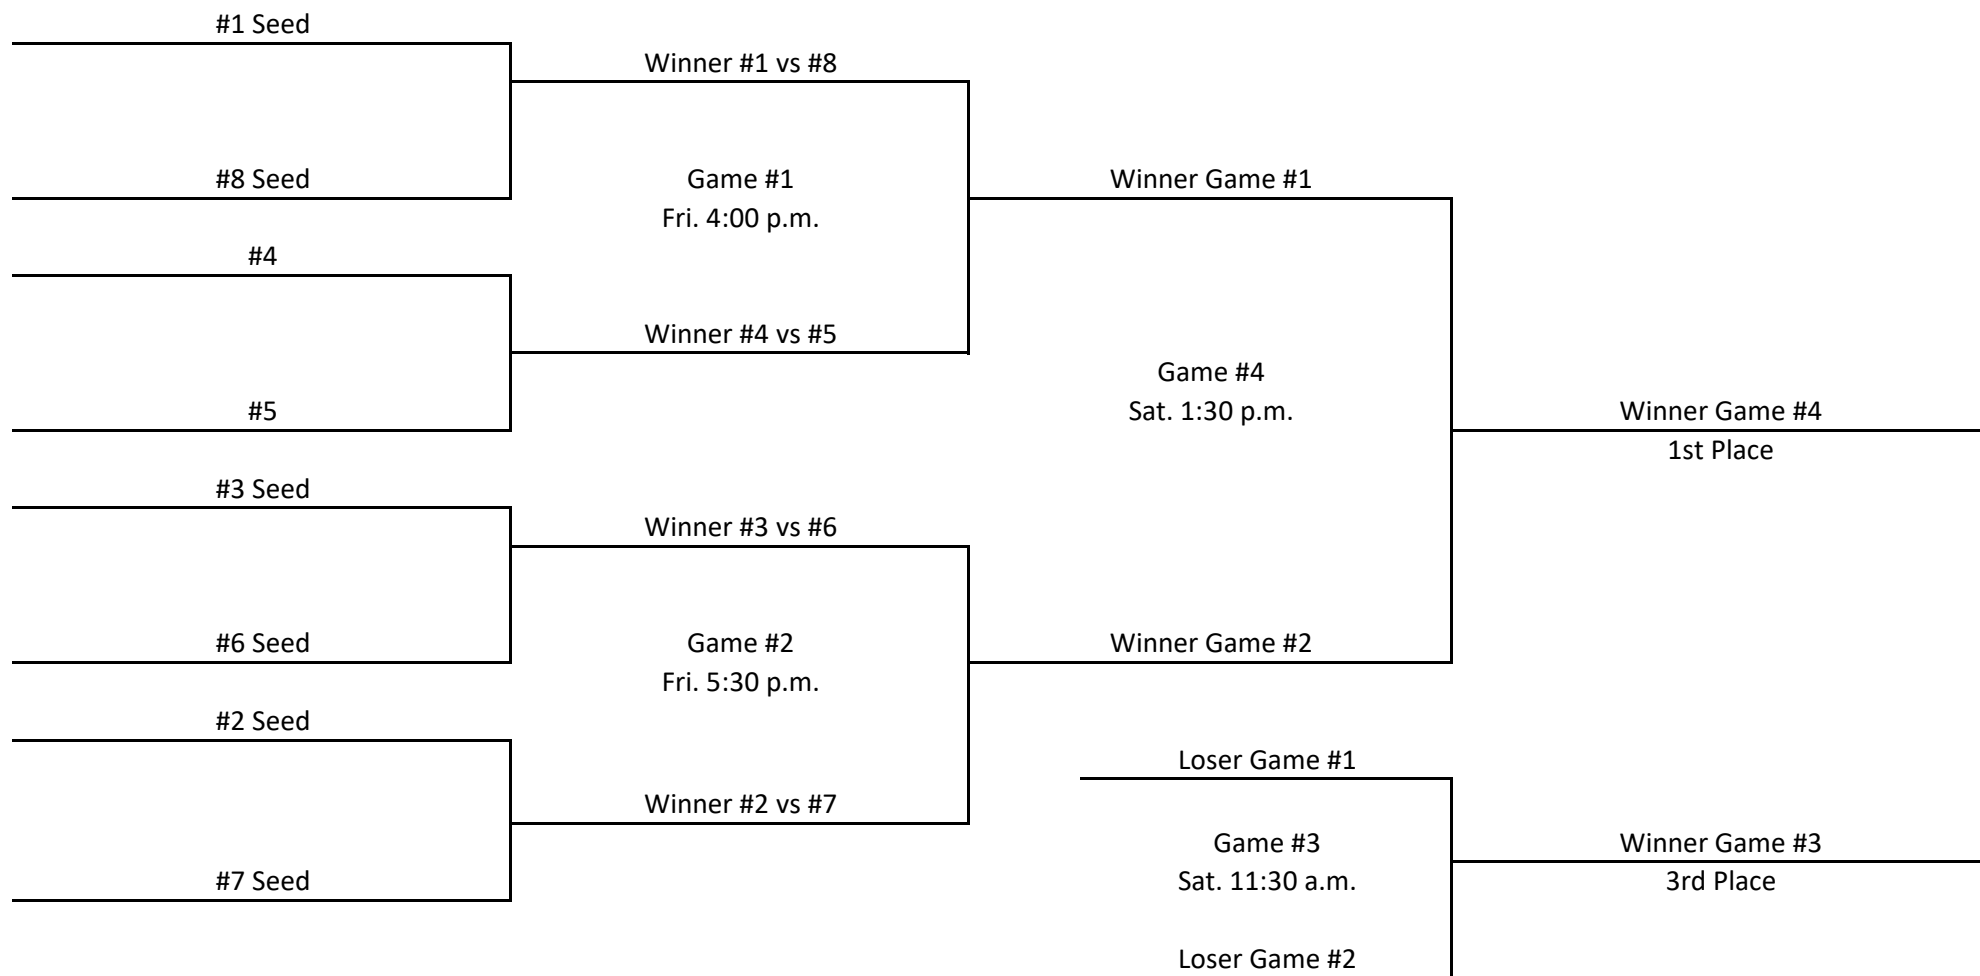 #1 Seed
Winner #1 vs #8
#8 Seed
Game #1
Fri. 4:00 p.m.
Winner Game #1
#4
Winner #4 vs #5
#5
Game #4
Sat. 1:30 p.m.
Winner Game #4
1st Place
#3 Seed
Winner #3 vs #6
#6 Seed
Game #2
Fri. 5:30 p.m.
Winner Game #2
#2 Seed
Winner #2 vs #7
#7 Seed
Loser Game #1
Game #3
Sat. 11:30 a.m.
Winner Game #3
3rd Place
Loser Game #2